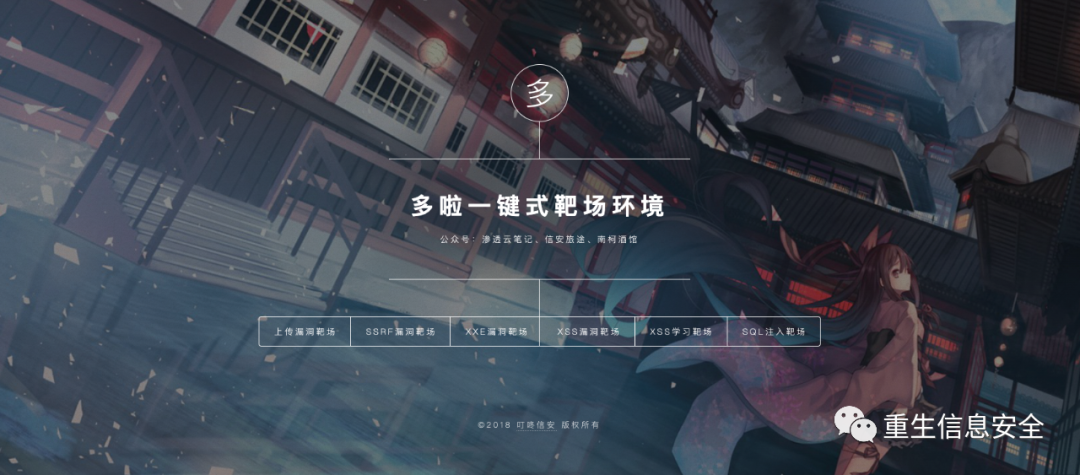 多
多啦一键式靶场环境
公众号：渗透云笔记、信安旅途、南柯酒馆
上传漏洞靶场 SSRF漏洞靶场 XXE漏洞靶场 XSS漏洞靶场 XSS学习靶场 SQL注入靶场
©2018 叮咚信安 版权所有
重生信息安全